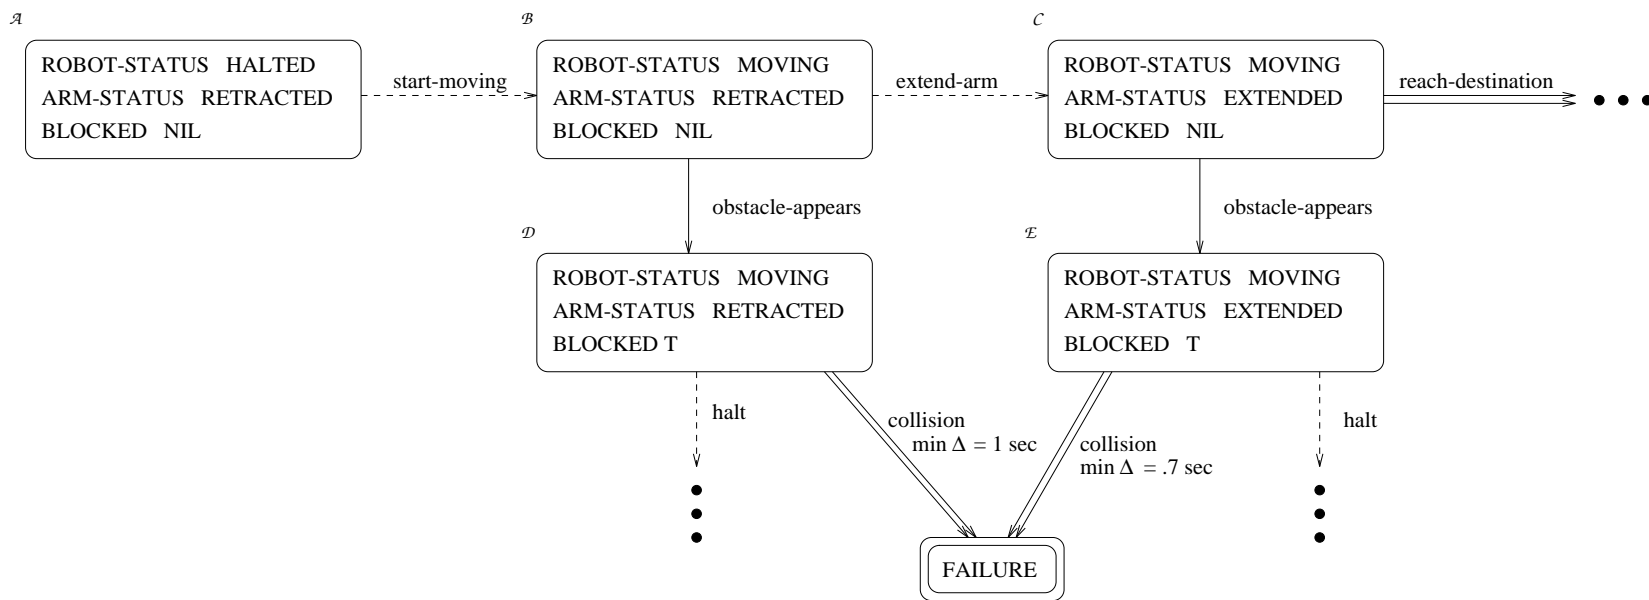 A
ROBOT-STATUS HALTED
ARM-STATUS RETRACTED
BLOCKED NIL
start-moving
B
ROBOT-STATUS MOVING
ARM-STATUS RETRACTED
BLOCKED NIL
extend-arm
C
ROBOT-STATUS MOVING
ARM-STATUS EXTENDED
BLOCKED NIL
reach-destination
obstacle-appears
obstacle-appears
D
ROBOT-STATUS MOVING
ARM-STATUS RETRACTED
BLOCKED T
E
ROBOT-STATUS MOVING
ARM-STATUS EXTENDED
BLOCKED T
halt
collision
min Δ = 1 sec
collision
min Δ = .7 sec
halt
FAILURE